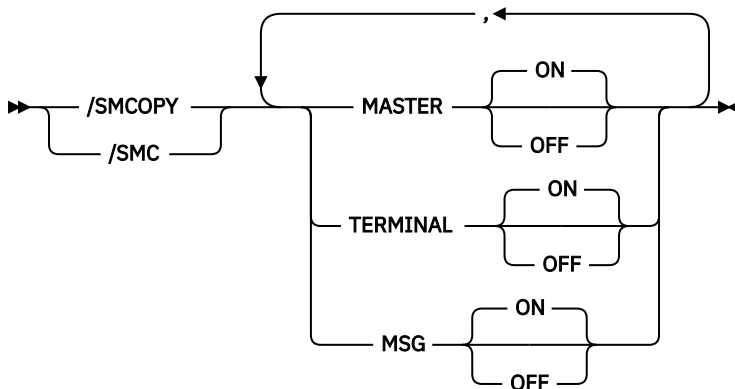 ,
ON
/SMCOPY MASTER
/SMC OFF
ON
TERMINAL
OFF
ON
MSG
OFF